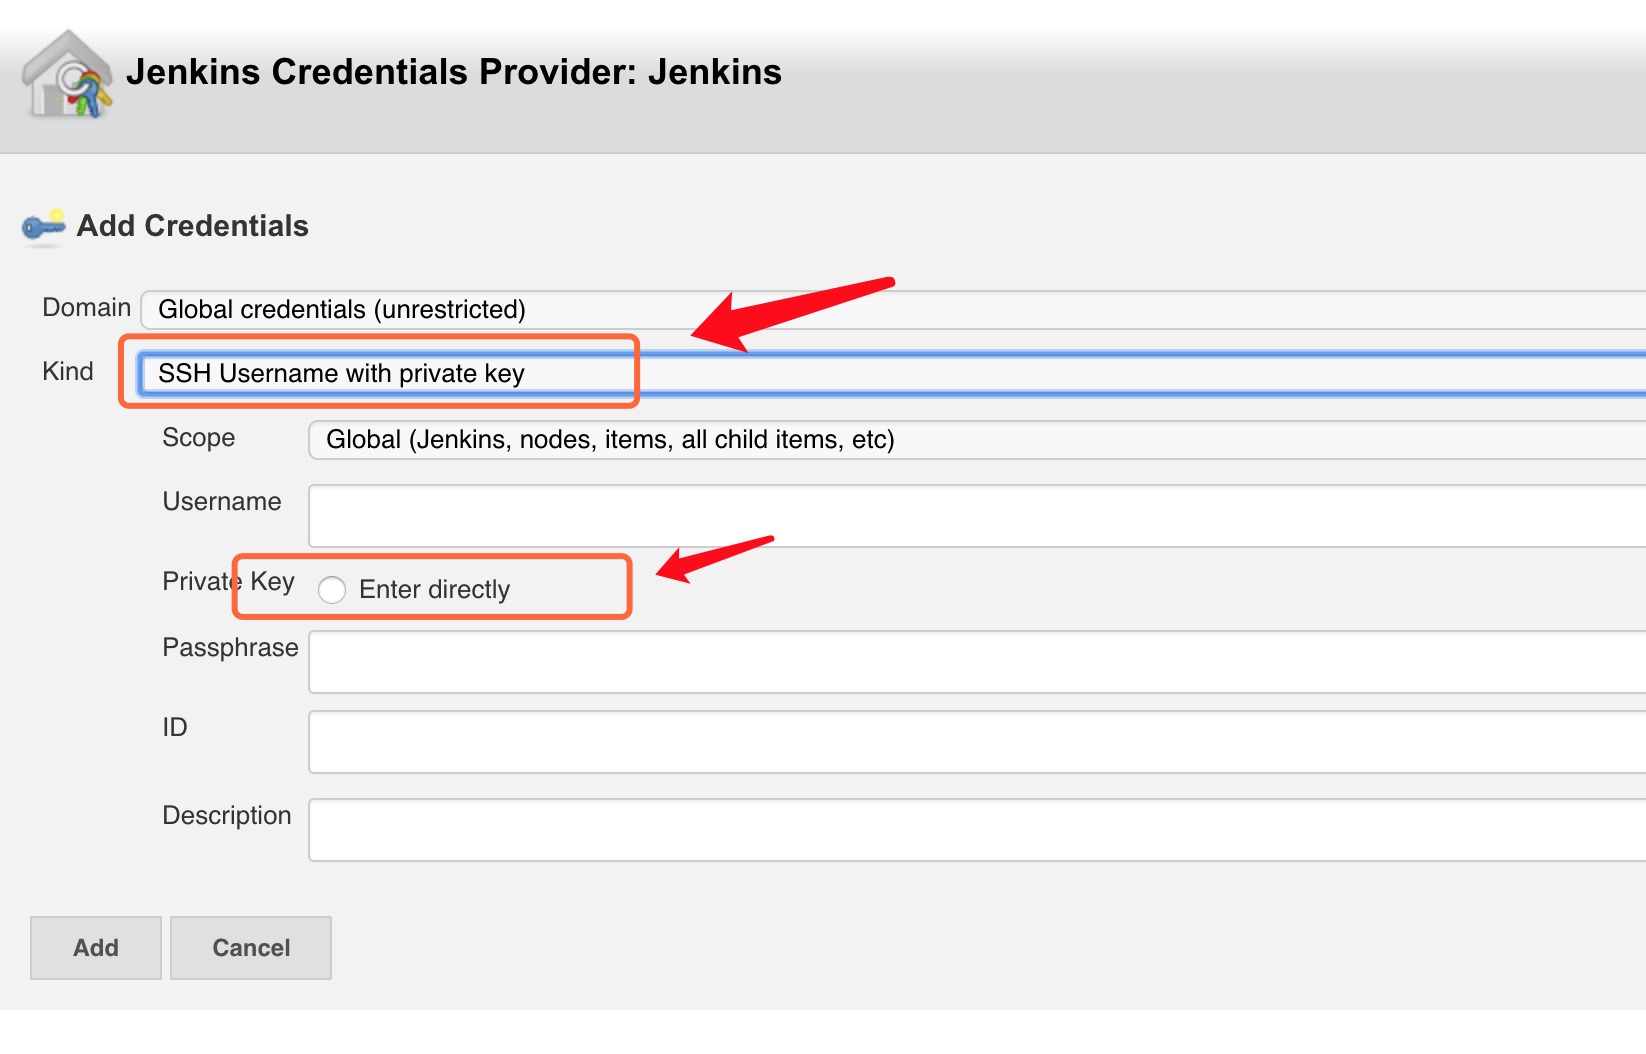 Jenkins Credentials Provider: Jenkins
Add Credentials
Domain Global credentials (unrestricted)
Kind SSH Username with private key
Scope Global (Jenkins, nodes, items, all child items, etc)
Username
Private Key Enter directly
Passphrase
ID
Description
Add Cancel